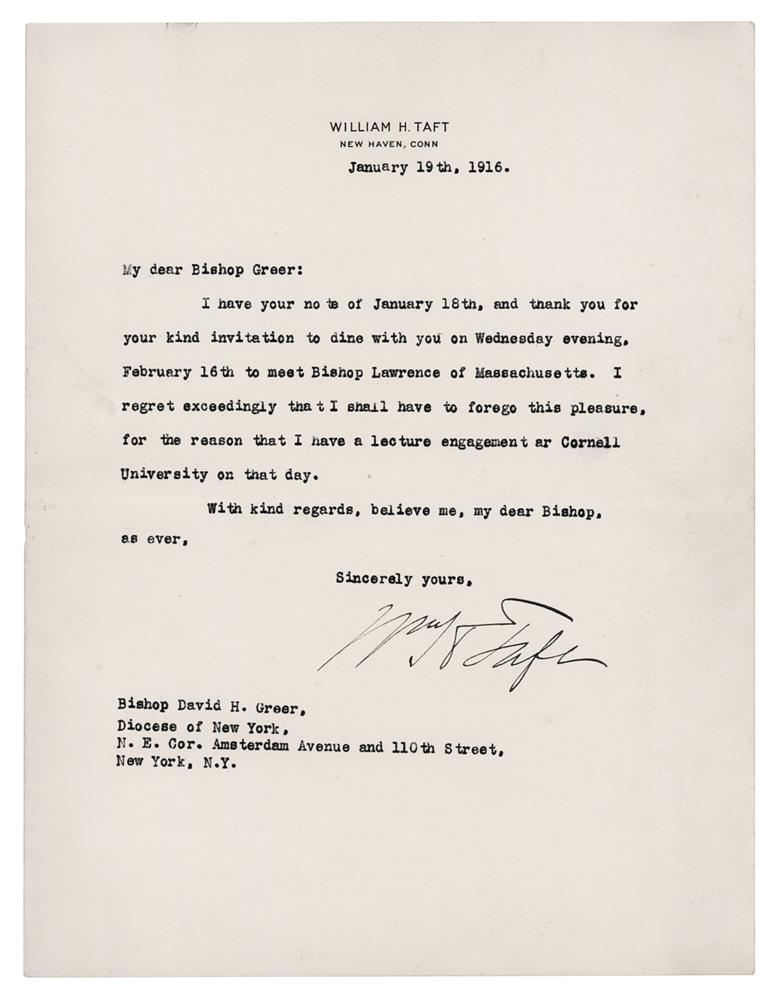 WILLIAM H. TAFT
NEW HAVEN, CONN
January 19th, 1916.
My dear Bishop Greer:
I have your note of January 18th, and thank you for
your kind invitation to dine with you on Wednesday evening,
February 16th to meet Bishop Lawrence of Massachusetts. I
regret exceedingly that I shall have to forego this pleasure,
for the reason that I have a lecture engagement ar Cornell
University on that day.
With kind regards, believe me, my dear Bishop,
as ever,
Sincerely yours,
Wm H Taft
Bishop David H. Greer,
Diocese of New York,
N. E. Cor. Amsterdam Avenue and 110th Street,
New York, N.Y.